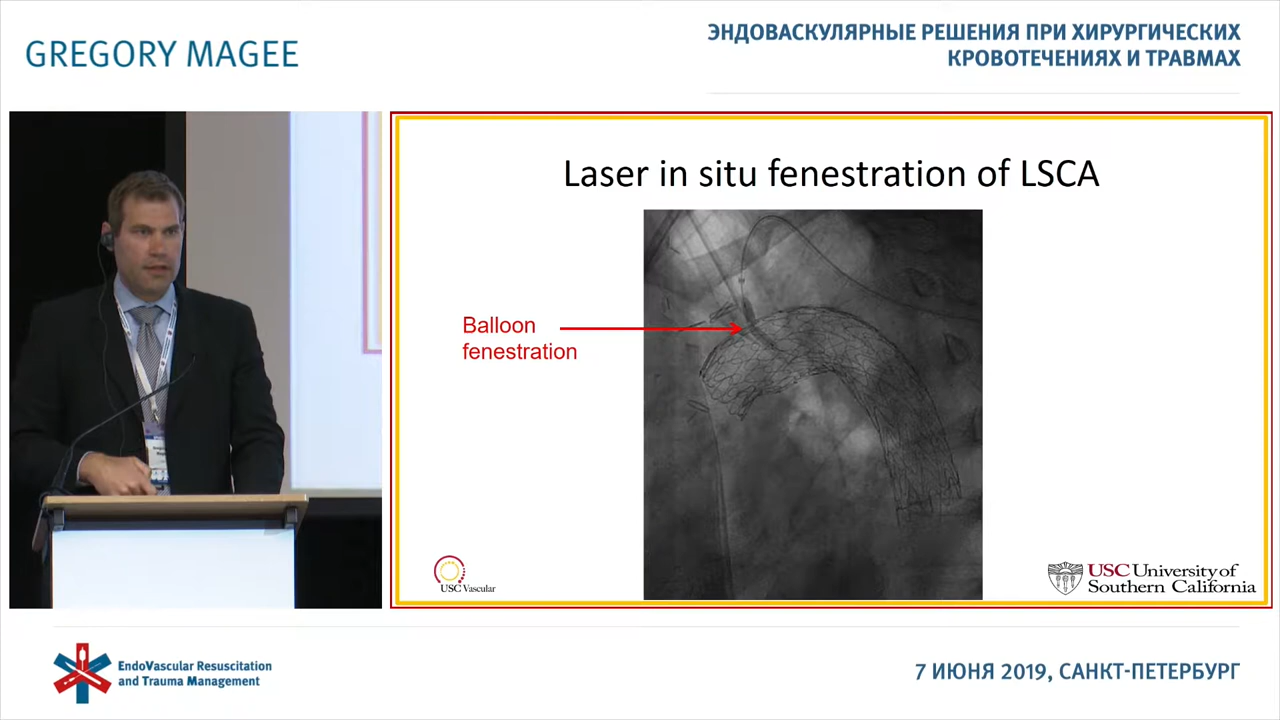 GREGORY MAGEE
ЭНДОВАСКУЛЯРНЫЕ РЕШЕНИЯ ПРИ ХИРУРГИЧЕСКИХ
КРОВОТЕЧЕНИЯХ И ТРАВМАХ
Laser in situ fenestration of LSCA
Balloon
fenestration
USC Vascular
USC University of
Southern California
EndoVascular Resuscitation
and Trauma Management
7 ИЮНЯ 2019, САНКТ-ПЕТЕРБУРГ